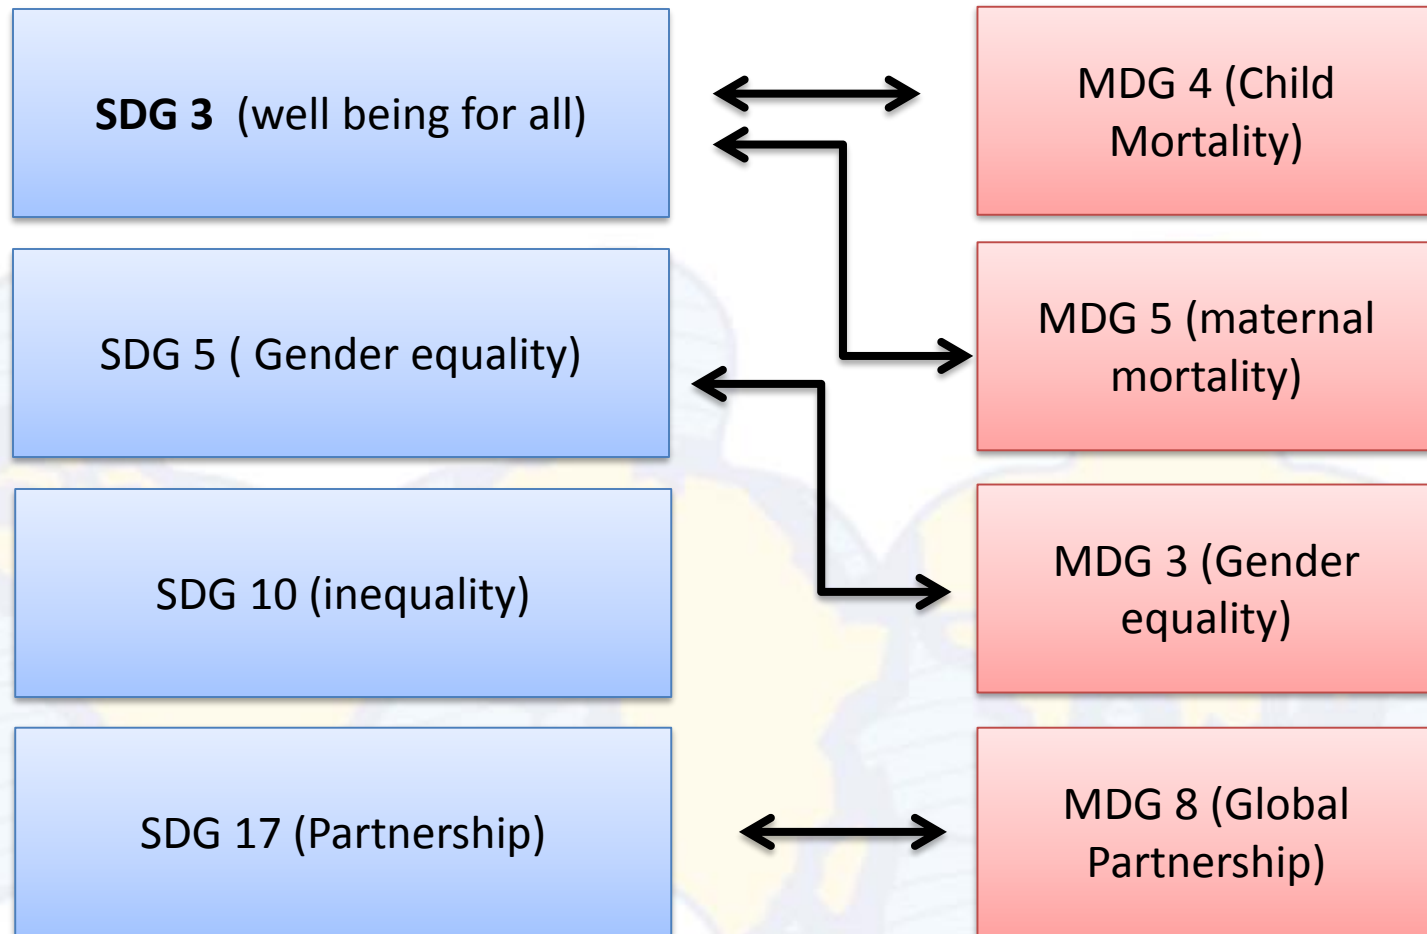 SDG 3  (well being for all)
MDG 4 (Child
Mortality)
SDG 5 ( Gender equality)
MDG 5 (maternal
mortality)
SDG 10 (inequality)
MDG 3 (Gender
equality)
SDG 17 (Partnership)
MDG 8 (Global
Partnership)